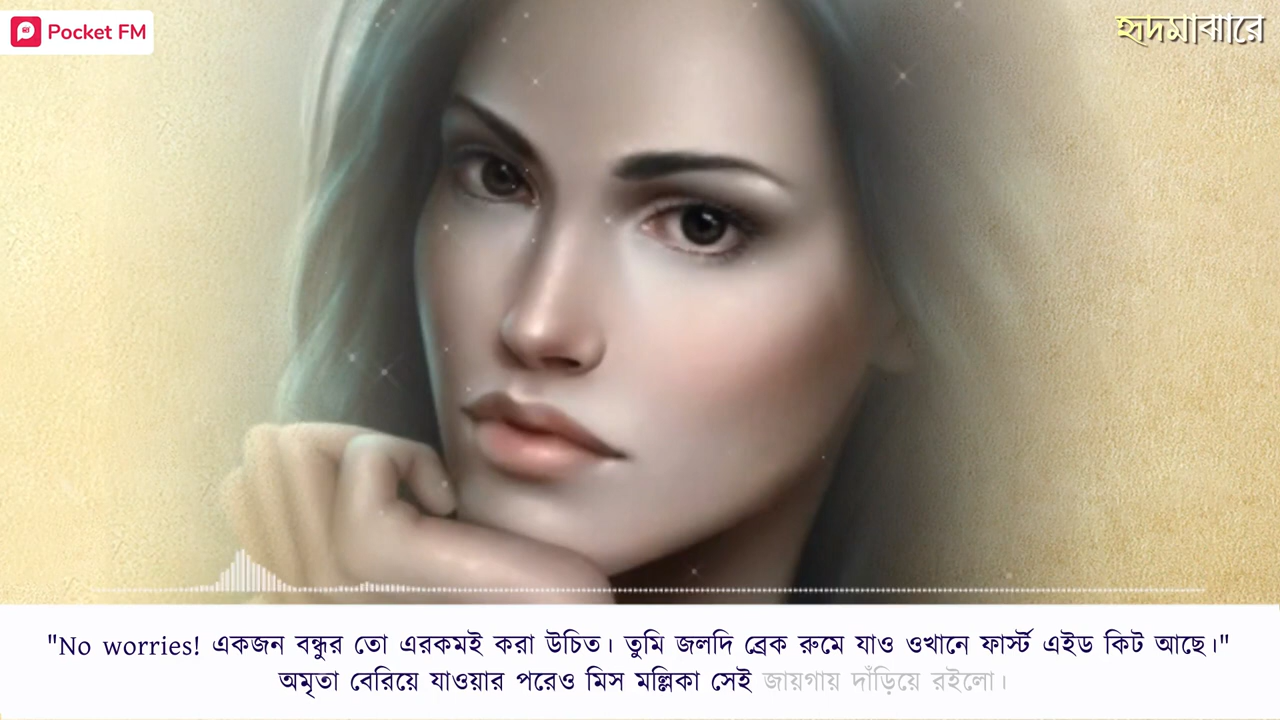 Pocket FM
হৃদমাঝারে
"No worries! একজন বন্ধুর তো এরকমই করা উচিত। তুমি জলদি ব্রেক রুমে যাও ওখানে ফার্স্ট এইড কিট আছে।"
অমৃতা বেরিয়ে যাওয়ার পরেও মিস মল্লিকা সেই জায়গায় দাঁড়িয়ে রইলো।